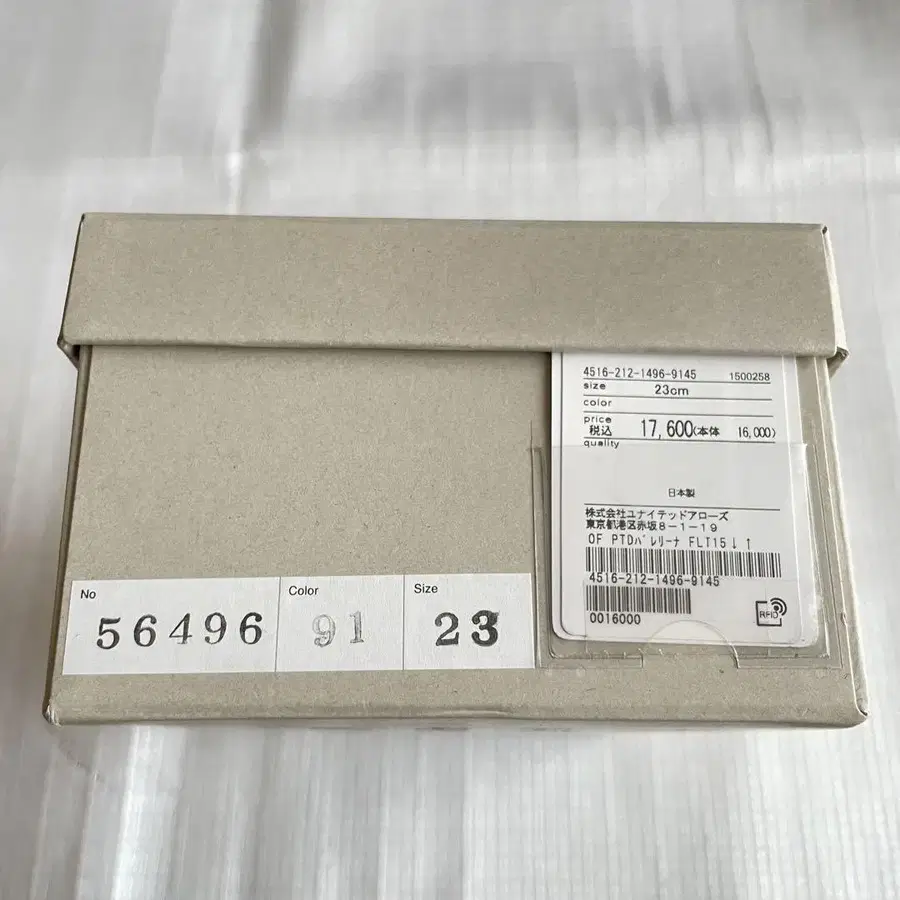 4516-212-1496-9145 1500258
size 23cm
color
price
税込 17,600(本体 16,000)
quality
日本製
株式会社ユナイテッドアローズ
東京都港区赤坂8-1-19
OF PTDバレリーナ FLT15↓ ↑
4516-212-1496-9145
0016000
RFID
No Color Size
56496 91 23